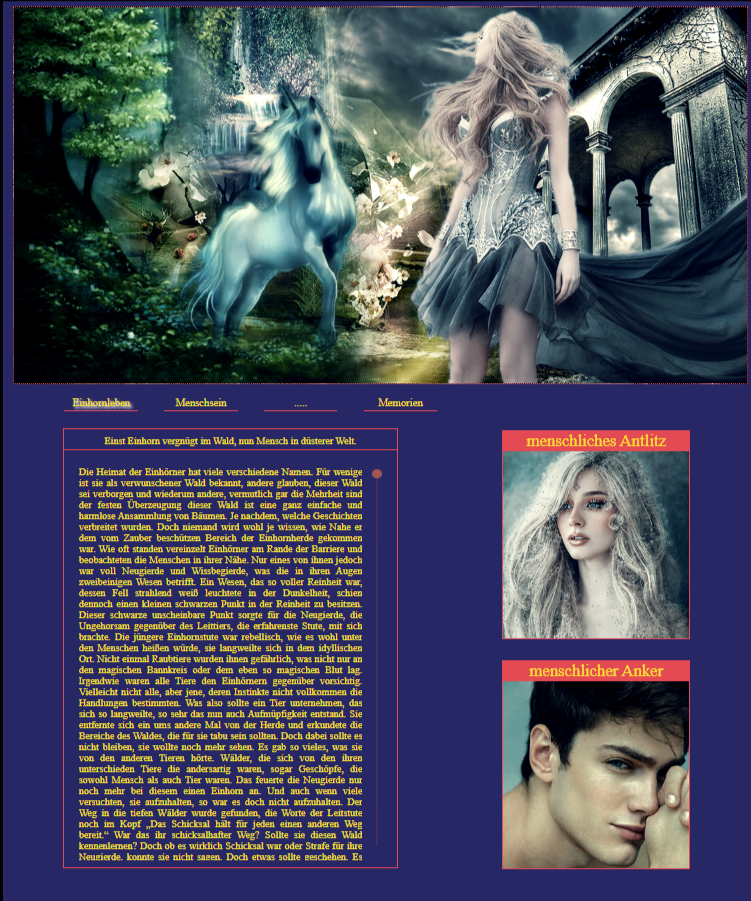 Einhornleben Menschsein ..... Memorien
Einst Einhorn vergnügt im Wald, nun Mensch in düsterer Welt.
Die Heimat der Einhörner hat viele verschiedene Namen. Für wenige
ist sie als verwunschener Wald bekannt, andere glauben, dieser Wald
sei verborgen und wiederum andere, vermutlich gar die Mehrheit sind
der festen Überzeugung dieser Wald ist eine ganz einfache und
harmlose Ansammlung von Bäumen. Je nachdem, welche Geschichten
verbreitet wurden. Doch niemand wird wohl je wissen, wie Nahe er
dem vom Zauber beschützen Bereich der Einhornherde gekommen
war. Wie oft standen vereinzelt Einhörner am Rande der Barriere und
beobachteten die Menschen in ihrer Nähe. Nur eines von ihnen jedoch
war voll Neugierde und Wissbegierde, was die in ihren Augen
zweibeinigen Wesen betrifft. Ein Wesen, das so voller Reinheit war,
dessen Fell strahlend weiß leuchtete in der Dunkelheit, schien
dennoch einen kleinen schwarzen Punkt in der Reinheit zu besitzen.
Dieser schwarze unscheinbare Punkt sorgte für die Neugierde, die
Ungehorsam gegenüber des Leittiers, die erfahrenste Stute, mit sich
brachte. Die jüngere Einhornstute war rebellisch, wie es wohl unter
den Menschen heißen würde, sie langweilte sich in dem idyllischen
Ort. Nicht einmal Raubtiere wurden ihnen gefährlich, was nicht nur an
den magischen Bannkreis oder dem eben so magischen Blut lag.
Irgendwie waren alle Tiere den Einhörnern gegenüber vorsichtig.
Vielleicht nicht alle, aber jene, deren Instinkte nicht vollkommen die
Handlungen bestimmten. Was also sollte ein Tier unternehmen, das
sich so langweilte, so sehr das nun auch Aufmüpfigkeit entstand. Sie
entfernte sich ein ums andere Mal von der Herde und erkundete die
Bereiche des Waldes, die für sie tabu sein sollten. Doch dabei sollte es
nicht bleiben, sie wollte noch mehr sehen. Es gab so vieles, was sie
von den anderen Tieren hörte. Wälder, die sich von den ihren
unterschieden Tiere die andersartig waren, sogar Geschöpfe, die
sowohl Mensch als auch Tier waren. Das feuerte die Neugierde nur
noch mehr bei diesem einen Einhorn an. Und auch wenn viele
versuchten, sie aufzuhalten, so war es doch nicht aufzuhalten. Der
Weg in die tiefen Wälder wurde gefunden, die Worte der Leitstute
noch im Kopf „Das Schicksal hält für jeden einen anderen Weg
bereit.“ War das ihr schicksalhafter Weg? Sollte sie diesen Wald
kennenlernen? Doch ob es wirklich Schicksal war oder Strafe für ihre
Neugierde, konnte sie nicht sagen. Doch etwas sollte geschehen. Es
menschliches Antlitz
menschlicher Anker